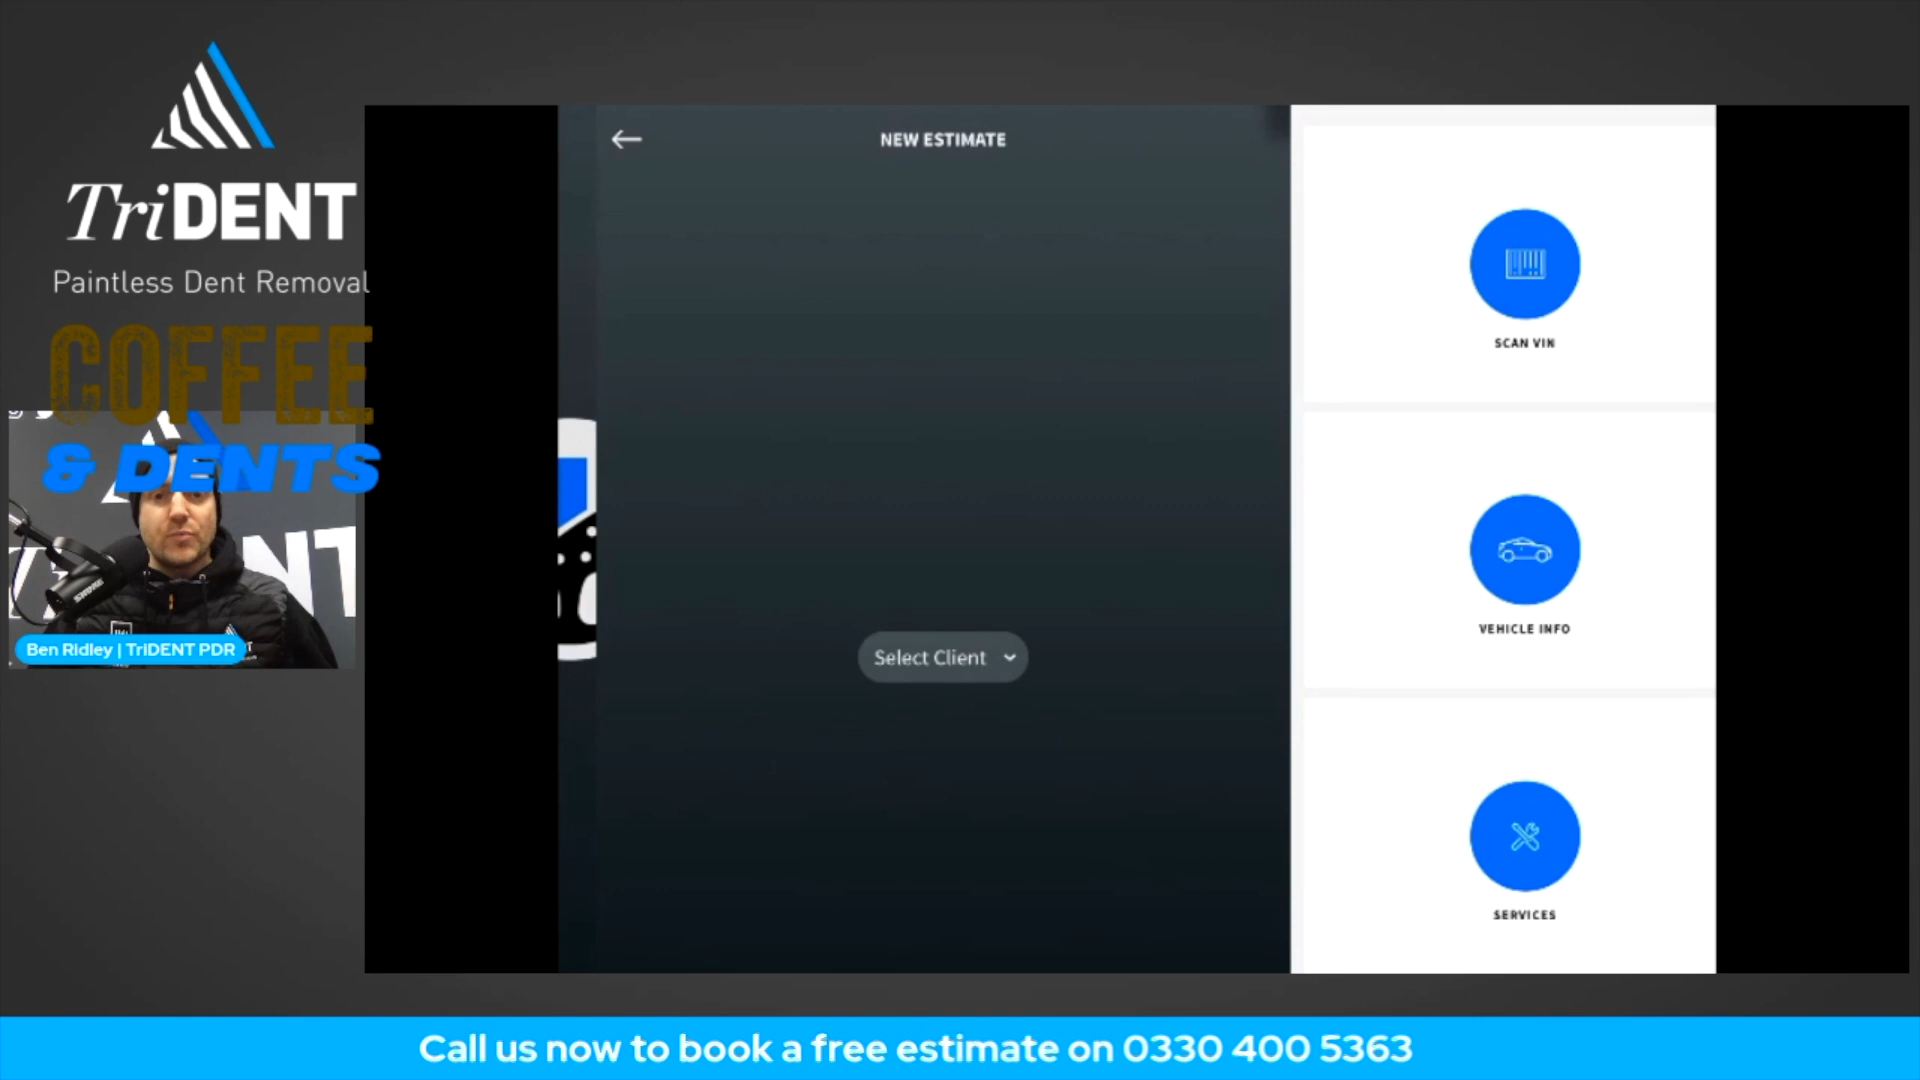 TriDENT
Paintless Dent Removal
COFFEE
& DENTS
Ben Ridley | TriDENT PDR
NEW ESTIMATE
Select Client
SCAN VIN
VEHICLE INFO
SERVICES
Call us now to book a free estimate on 0330 400 5363